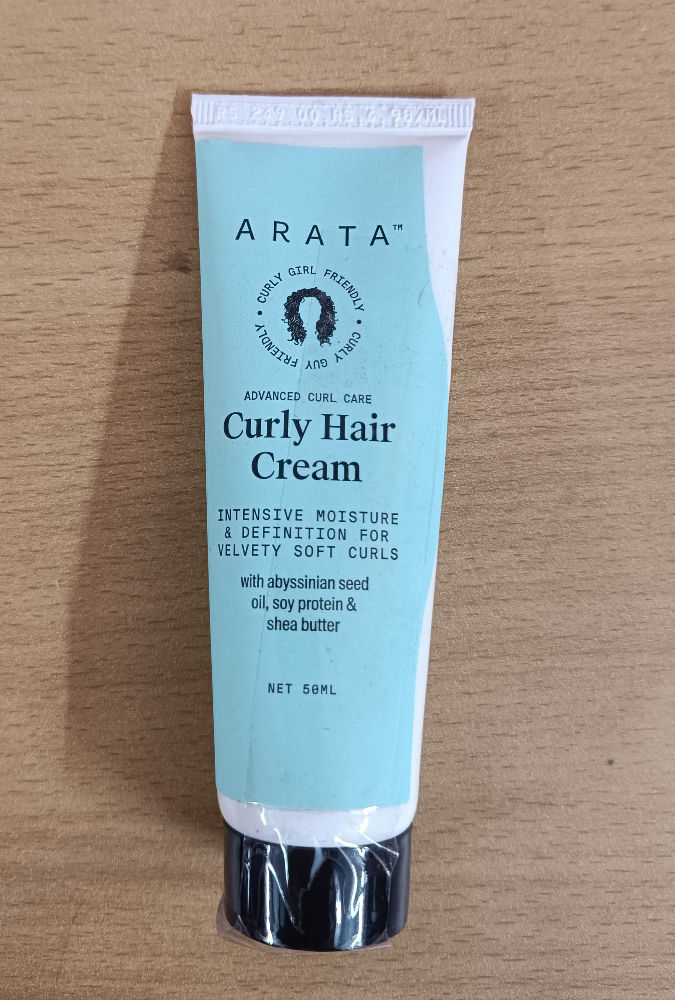 ARATA™
CURLY GIRL FRIENDLY • CURLY GUY FRIENDLY •
ADVANCED CURL CARE
Curly Hair
Cream
INTENSIVE MOISTURE
& DEFINITION FOR
VELVETY SOFT CURLS
with abyssinian seed
oil, soy protein &
shea butter
NET 50ML